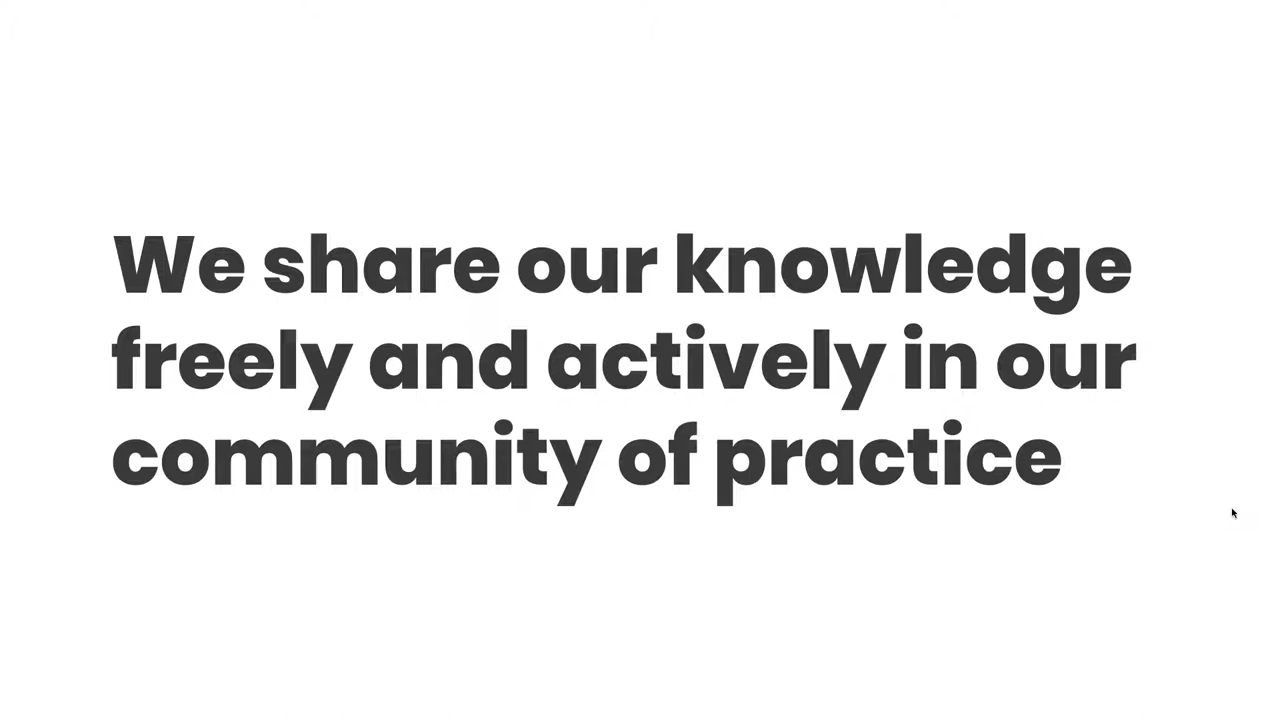 We share our knowledge
freely and actively in our
community of practice